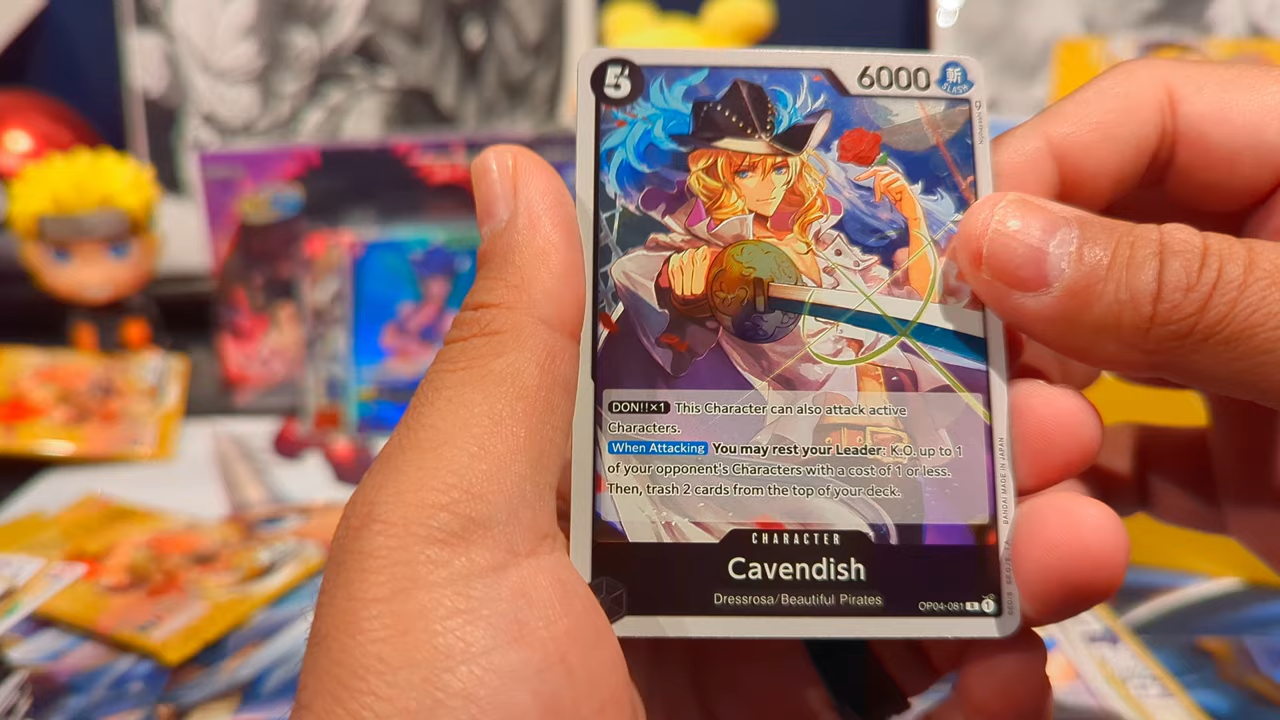 5
6000
斬
SLASH
DON!!×1 This Character can also attack active
Characters.
When Attacking You may rest your Leader: K.O. up to 1
of your opponent's Characters with a cost of 1 or less.
Then, trash 2 cards from the top of your deck.
CHARACTER
Cavendish
Dressrosa/Beautiful Pirates
OP04-081 R 1
BANDAI MADE IN JAPAN